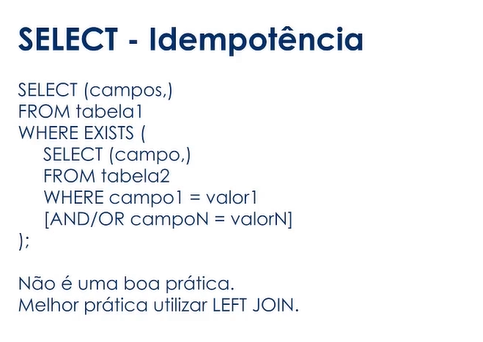 SELECT - Idempotência
SELECT (campos,)
FROM tabela1
WHERE EXISTS (
SELECT (campo,)
FROM tabela2
WHERE campo1 = valor1
[AND/OR campoN = valorN]
);
Não é uma boa prática.
Melhor prática utilizar LEFT JOIN.